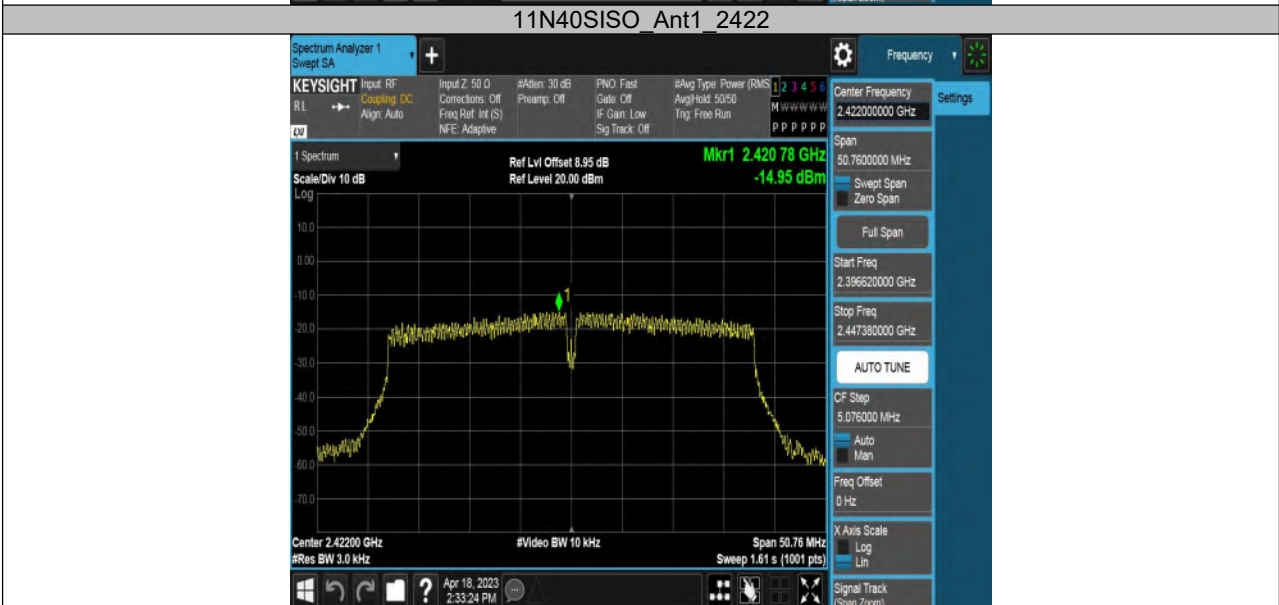 11N40SISO_Ant1_2422
Spectrum Analyzer 1
Swept SA
+
Frequency
KEYSIGHT
RL
LXI
Input: RF
Coupling: DC
Align: Auto
Input Z: 50 Ω
Corrections: Off
Freq Ref: Int (S)
NFE: Adaptive
#Atten: 30 dB
Preamp: Off
PNO: Fast
Gate: Off
IF Gain: Low
Sig Track: Off
#Avg Type: Power (RMS
Avg|Hold: 50/50
Trig: Free Run
1 2 3 4 5 6
M W W W W W
P P P P P P
Center Frequency
2.422000000 GHz
Settings
Span
50.7600000 MHz
Swept Span
Zero Span
Full Span
Start Freq
2.396620000 GHz
Stop Freq
2.447380000 GHz
AUTO TUNE
CF Step
5.076000 MHz
Auto
Man
Freq Offset
0 Hz
X Axis Scale
Log
Lin
Signal Track
(Span Zoom)
1 Spectrum
Scale/Div 10 dB
Log
Ref Lvl Offset 8.95 dB
Ref Level 20.00 dBm
Mkr1 2.420 78 GHz
-14.95 dBm
10.0
0.00
-10.0
1
-20.0
-30.0
-40.0
-50.0
-60.0
-70.0
Center 2.42200 GHz
#Res BW 3.0 kHz
#Video BW 10 kHz
Span 50.76 MHz
Sweep 1.61 s (1001 pts)
?
Apr 18, 2023
2:33:24 PM